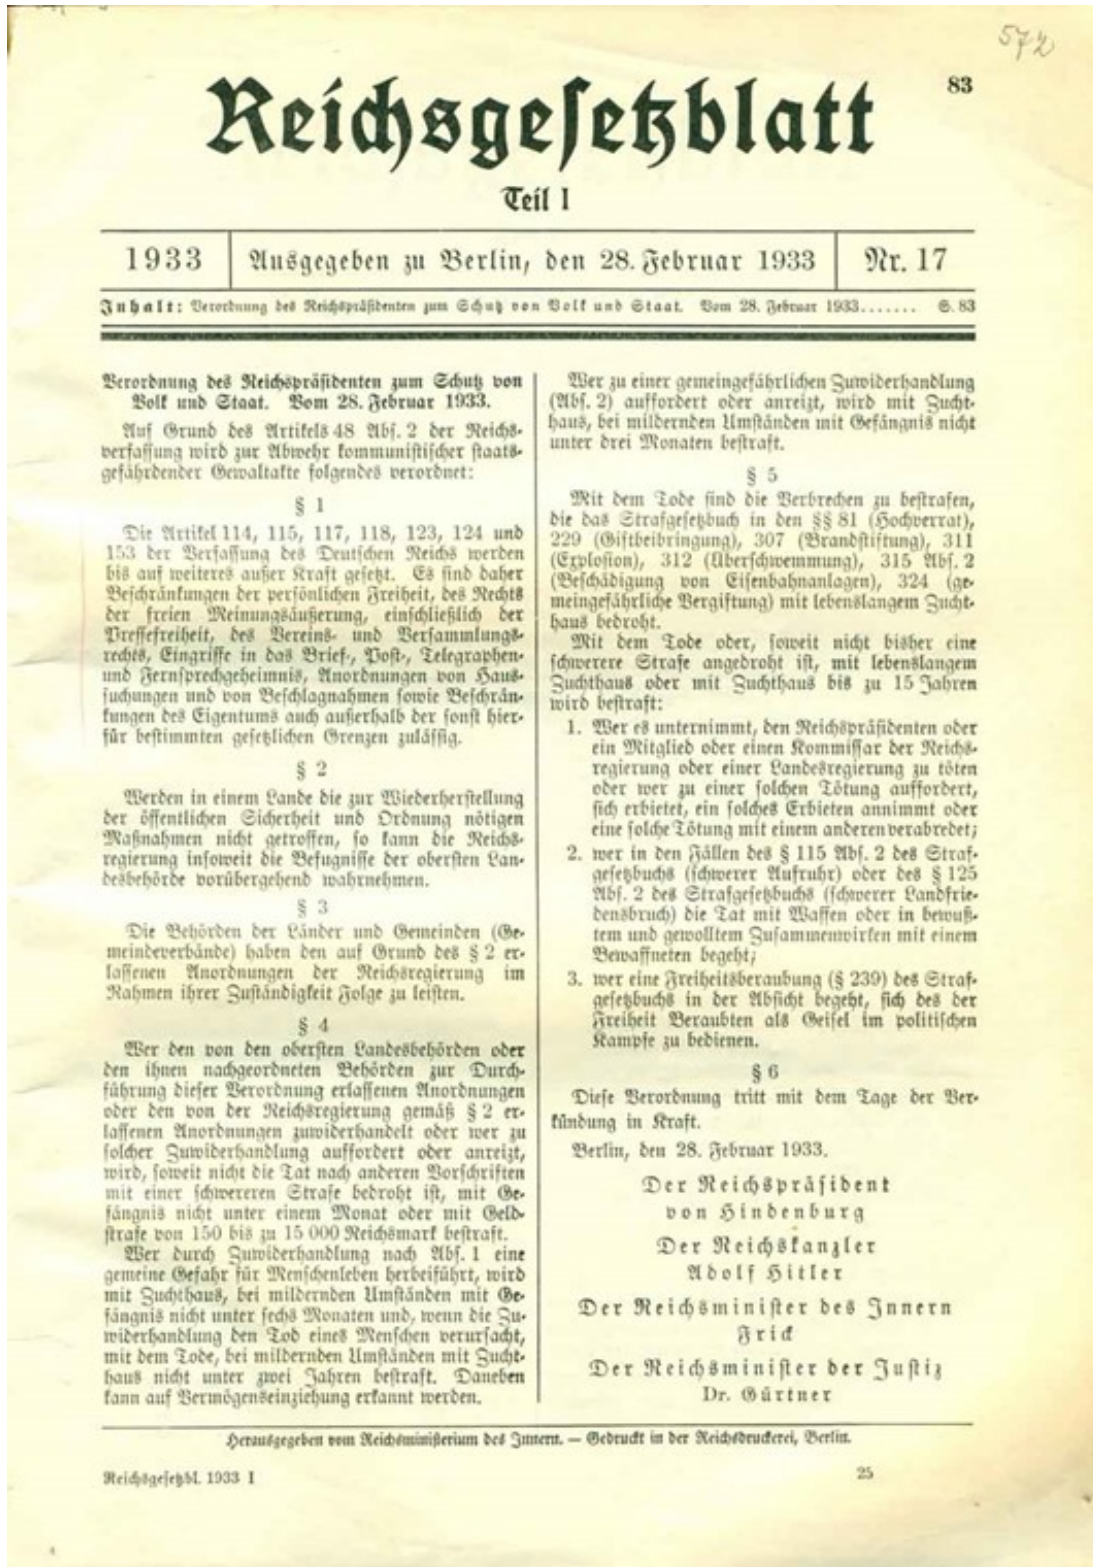 572
83
Reichsgesetzblatt
Teil I
1933
Ausgegeben zu Berlin, den 28. Februar 1933
Nr. 17
Inhalt: Verordnung des Reichspräsidenten zum Schutz von Volk und Staat. Vom 28. Februar 1933....... S. 83
Verordnung des Reichspräsidenten zum Schutz von
Volk und Staat. Vom 28. Februar 1933.
Auf Grund des Artikels 48 Abs. 2 der Reichs-
verfassung wird zur Abwehr kommunistischer staats-
gefährdender Gewaltakte folgendes verordnet:
§ 1
Die Artikel 114, 115, 117, 118, 123, 124 und
153 der Verfassung des Deutschen Reichs werden
bis auf weiteres außer Kraft gesetzt. Es sind daher
Beschränkungen der persönlichen Freiheit, des Rechts
der freien Meinungsäußerung, einschließlich der
Pressefreiheit, des Vereins- und Versammlungs-
rechts, Eingriffe in das Brief-, Post-, Telegraphen-
und Fernsprechgeheimnis, Anordnungen von Haus-
suchungen und von Beschlagnahmen sowie Beschrän-
kungen des Eigentums auch außerhalb der sonst hier-
für bestimmten gesetzlichen Grenzen zulässig.
§ 2
Werden in einem Lande die zur Wiederherstellung
der öffentlichen Sicherheit und Ordnung nötigen
Maßnahmen nicht getroffen, so kann die Reichs-
regierung insoweit die Befugnisse der obersten Lan-
desbehörde vorübergehend wahrnehmen.
§ 3
Die Behörden der Länder und Gemeinden (Ge-
meindeverbände) haben den auf Grund des § 2 er-
lassenen Anordnungen der Reichsregierung im
Rahmen ihrer Zuständigkeit Folge zu leisten.
§ 4
Wer den von den obersten Landesbehörden oder
den ihnen nachgeordneten Behörden zur Durch-
führung dieser Verordnung erlassenen Anordnungen
oder den von der Reichsregierung gemäß § 2 er-
lassenen Anordnungen zuwiderhandelt oder wer zu
solcher Zuwiderhandlung auffordert oder anreizt,
wird, soweit nicht die Tat nach anderen Vorschriften
mit einer schwereren Strafe bedroht ist, mit Ge-
fängnis nicht unter einem Monat oder mit Geld-
strafe von 150 bis zu 15 000 Reichsmark bestraft.
Wer durch Zuwiderhandlung nach Abs. 1 eine
gemeine Gefahr für Menschenleben herbeiführt, wird
mit Zuchthaus, bei mildernden Umständen mit Ge-
fängnis nicht unter sechs Monaten und, wenn die Zu-
widerhandlung den Tod eines Menschen verursacht,
mit dem Tode, bei mildernden Umständen mit Zucht-
haus nicht unter zwei Jahren bestraft. Daneben
kann auf Vermögenseinziehung erkannt werden.
Wer zu einer gemeingefährlichen Zuwiderhandlung
(Abs. 2) auffordert oder anreizt, wird mit Zucht-
haus, bei mildernden Umständen mit Gefängnis nicht
unter drei Monaten bestraft.
§ 5
Mit dem Tode sind die Verbrechen zu bestrafen,
die das Strafgesetzbuch in den §§ 81 (Hochverrat),
229 (Giftbeibringung), 307 (Brandstiftung), 311
(Explosion), 312 (Überschwemmung), 315 Abs. 2
(Beschädigung von Eisenbahnanlagen), 324 (ge-
meingefährliche Vergiftung) mit lebenslangem Zucht-
haus bedroht.
Mit dem Tode oder, soweit nicht bisher eine
schwerere Strafe angedroht ist, mit lebenslangem
Zuchthaus oder mit Zuchthaus bis zu 15 Jahren
wird bestraft:
1. Wer es unternimmt, den Reichspräsidenten oder
ein Mitglied oder einen Kommissar der Reichs-
regierung oder einer Landesregierung zu töten
oder wer zu einer solchen Tötung auffordert,
sich erbietet, ein solches Erbieten annimmt oder
eine solche Tötung mit einem anderen verabredet;
2. wer in den Fällen des § 115 Abs. 2 des Straf-
gesetzbuchs (schwerer Aufruhr) oder des § 125
Abs. 2 des Strafgesetzbuchs (schwerer Landfrie-
densbruch) die Tat mit Waffen oder in bewuß-
tem und gewolltem Zusammenwirken mit einem
Bewaffneten begeht;
3. wer eine Freiheitsberaubung (§ 239) des Straf-
gesetzbuchs in der Absicht begeht, sich des der
Freiheit Beraubten als Geisel im politischen
Kampfe zu bedienen.
§ 6
Diese Verordnung tritt mit dem Tage der Ver-
kündung in Kraft.
Berlin, den 28. Februar 1933.
Der Reichspräsident
von Hindenburg
Der Reichskanzler
Adolf Hitler
Der Reichsminister des Innern
Frick
Der Reichsminister der Justiz
Dr. Gürtner
Herausgegeben vom Reichsministerium des Innern. — Gedruckt in der Reichsdruckerei, Berlin.
Reichsgesetzbl. 1933 I
25